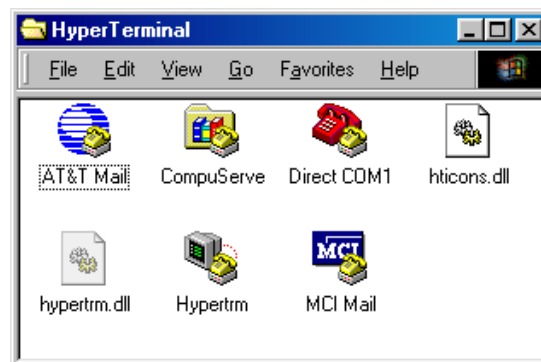 HyperTerminal
File Edit View Go Favorites Help
AT&T Mail CompuServe Direct COM1 hticons.dll
MCI
hypertrm.dll Hypertrm MCI Mail